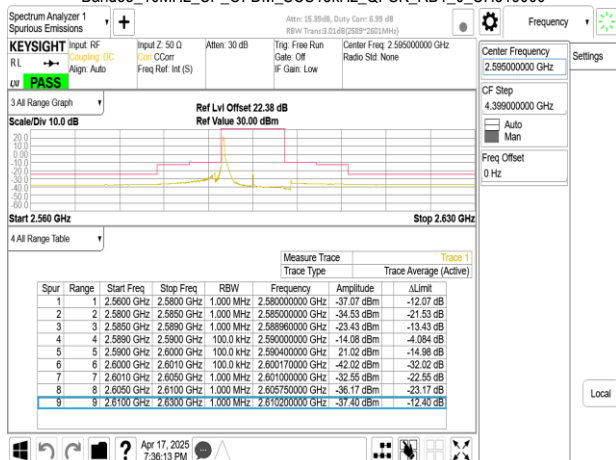 Spectrum Analyzer 1
Spurious Emissions
Attn: 15.39dB, Duty Corr: 6.99 dB
RBW Trans:3.01dB(2589~2601MHz)
Frequency
Settings
KEYSIGHT
RL
PASS
Input: RF
Coupling: DC
Align: Auto
Input Z: 50 Ω
Corr CCorr
Freq Ref: Int (S)
Atten: 30 dB
Trig: Free Run
Gate: Off
IF Gain: Low
Center Freq: 2.595000000 GHz
Radio Std: None
Center Frequency
2.595000000 GHz
CF Step
4.399000000 GHz
Auto
Man
Freq Offset
0 Hz
3 All Range Graph
Scale/Div 10.0 dB
Ref Lvl Offset 22.38 dB
Ref Value 30.00 dBm
20.0
10.0
0.00
-10.0
-20.0
-30.0
-40.0
-50.0
-60.0
Start 2.560 GHz
Stop 2.630 GHz
4 All Range Table
Measure Trace Trace 1
Trace Type Trace Average (Active)
Spur Range Start Freq Stop Freq RBW Frequency Amplitude ΔLimit
1 1 2.5600 GHz 2.5800 GHz 1.000 MHz 2.580000000 GHz -37.07 dBm -12.07 dB
2 2 2.5800 GHz 2.5850 GHz 1.000 MHz 2.585000000 GHz -34.53 dBm -21.53 dB
3 3 2.5850 GHz 2.5890 GHz 1.000 MHz 2.588960000 GHz -23.43 dBm -13.43 dB
4 4 2.5890 GHz 2.5900 GHz 100.0 kHz 2.590000000 GHz -14.08 dBm -4.084 dB
5 5 2.5900 GHz 2.6000 GHz 100.0 kHz 2.590400000 GHz 21.02 dBm -14.98 dB
6 6 2.6000 GHz 2.6010 GHz 100.0 kHz 2.600170000 GHz -42.02 dBm -32.02 dB
7 7 2.6010 GHz 2.6050 GHz 1.000 MHz 2.601000000 GHz -32.55 dBm -22.55 dB
8 8 2.6050 GHz 2.6100 GHz 1.000 MHz 2.605750000 GHz -36.17 dBm -23.17 dB
9 9 2.6100 GHz 2.6300 GHz 1.000 MHz 2.610200000 GHz -37.40 dBm -12.40 dB
Local
Apr 17, 2025
7:36:13 PM